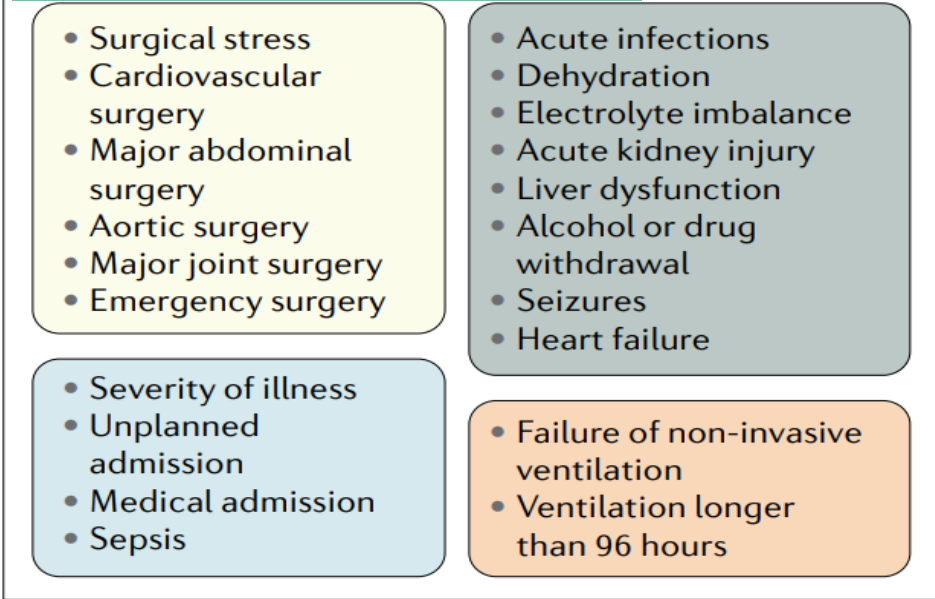 • Surgical stress
• Cardiovascular
surgery
• Major abdominal
surgery
• Aortic surgery
• Major joint surgery
• Emergency surgery
• Severity of illness
• Unplanned
admission
• Medical admission
• Sepsis
• Acute infections
• Dehydration
• Electrolyte imbalance
• Acute kidney injury
• Liver dysfunction
• Alcohol or drug
withdrawal
• Seizures
• Heart failure
• Failure of non-invasive
ventilation
• Ventilation longer
than 96 hours